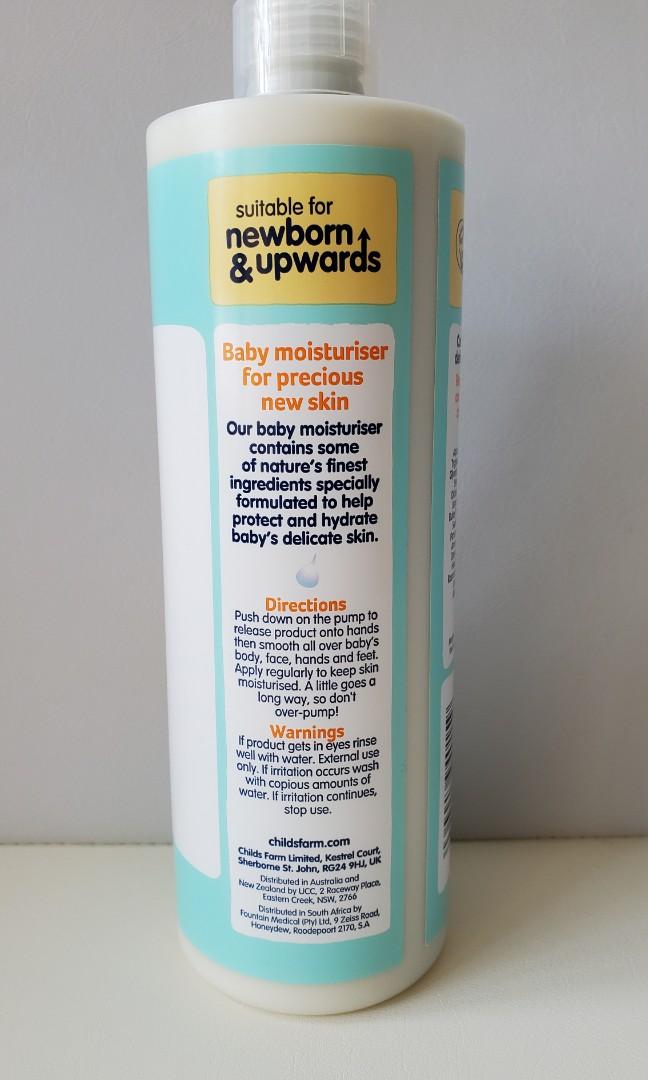 suitable for
newborn
& upwards
Baby moisturiser
for precious
new skin
Our baby moisturiser
contains some
of nature's finest
ingredients specially
formulated to help
protect and hydrate
baby's delicate skin.
Directions
Push down on the pump to
release product onto hands
then smooth all over baby's
body, face, hands and feet.
Apply regularly to keep skin
moisturised. A little goes a
long way, so don't
over-pump!
Warnings
If product gets in eyes rinse
well with water. External use
only. If irritation occurs wash
with copious amounts of
water. If irritation continues,
stop use.
childsfarm.com
Childs Farm Limited, Kestrel Court,
Sherborne St. John, RG24 9HJ, UK
Distributed in Australia and
New Zealand by UCC, 2 Raceway Place,
Eastern Creek, NSW, 2766
Distributed in South Africa by
Fountain Medical (Pty) Ltd, 9 Zeiss Road,
Honeydew, Roodepoort 2170, S.A